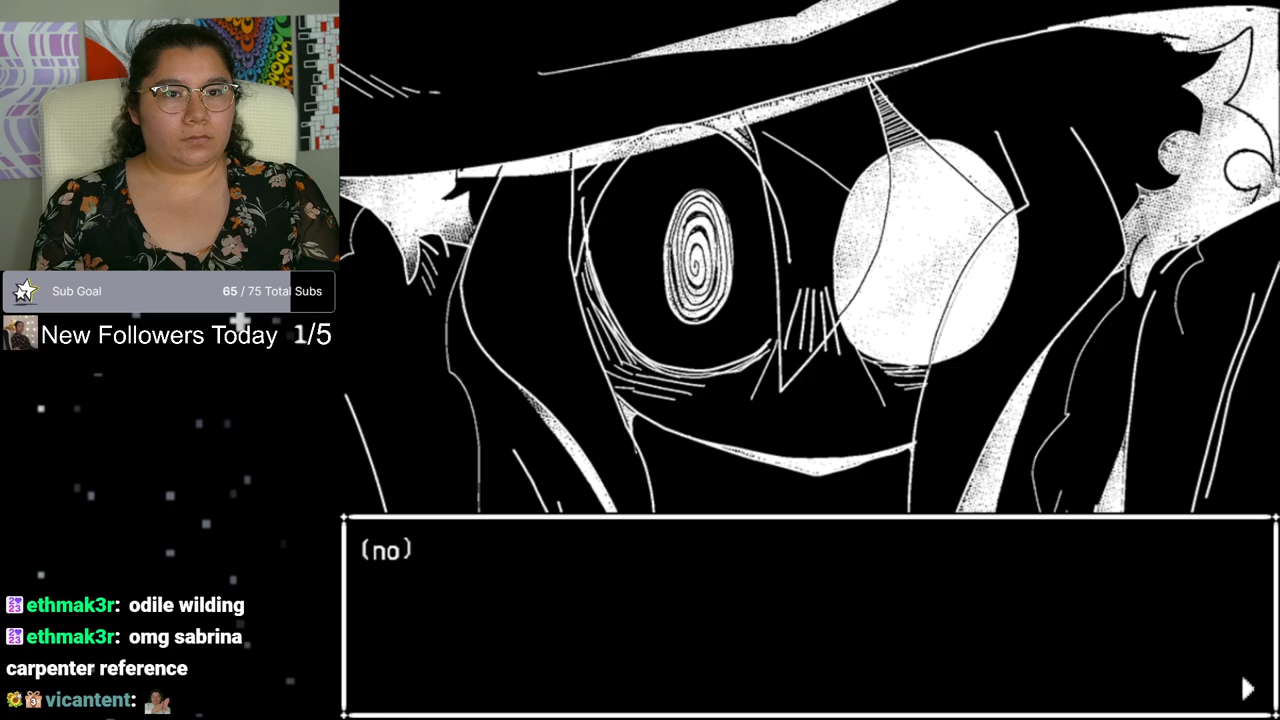 Sub Goal 65 / 75 Total Subs
New Followers Today 1/5
(no)
ethmak3r: odile wilding
ethmak3r: omg sabrina
carpenter reference
vicantent: